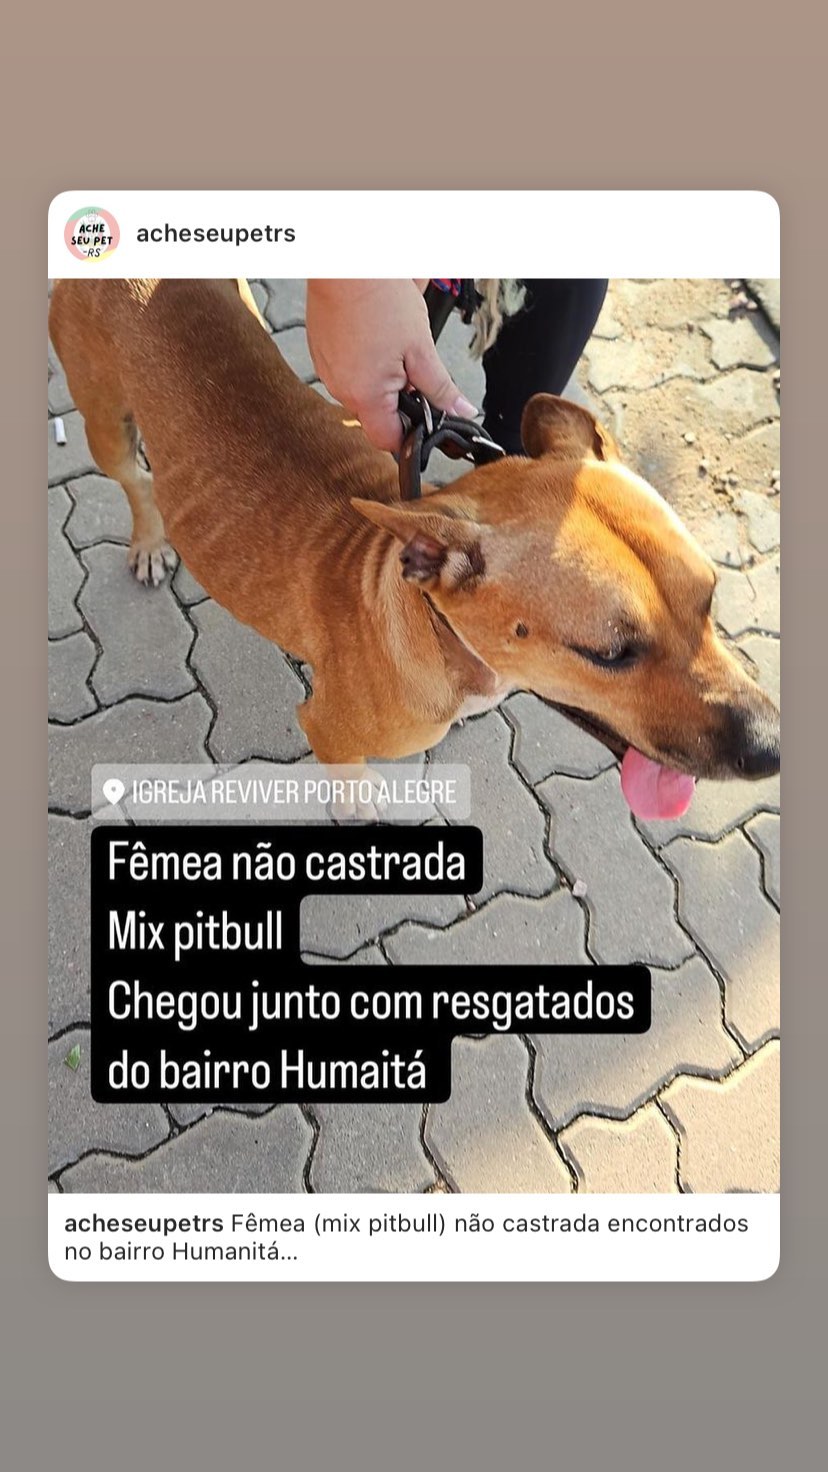 ACHE
SEU PET
-RS
acheseupetrs
IGREJA REVIVER PORTO ALEGRE
Fêmea não castrada
Mix pitbull
Chegou junto com resgatados
do bairro Humaitá
acheseupetrs Fêmea (mix pitbull) não castrada encontrados
no bairro Humanitá...